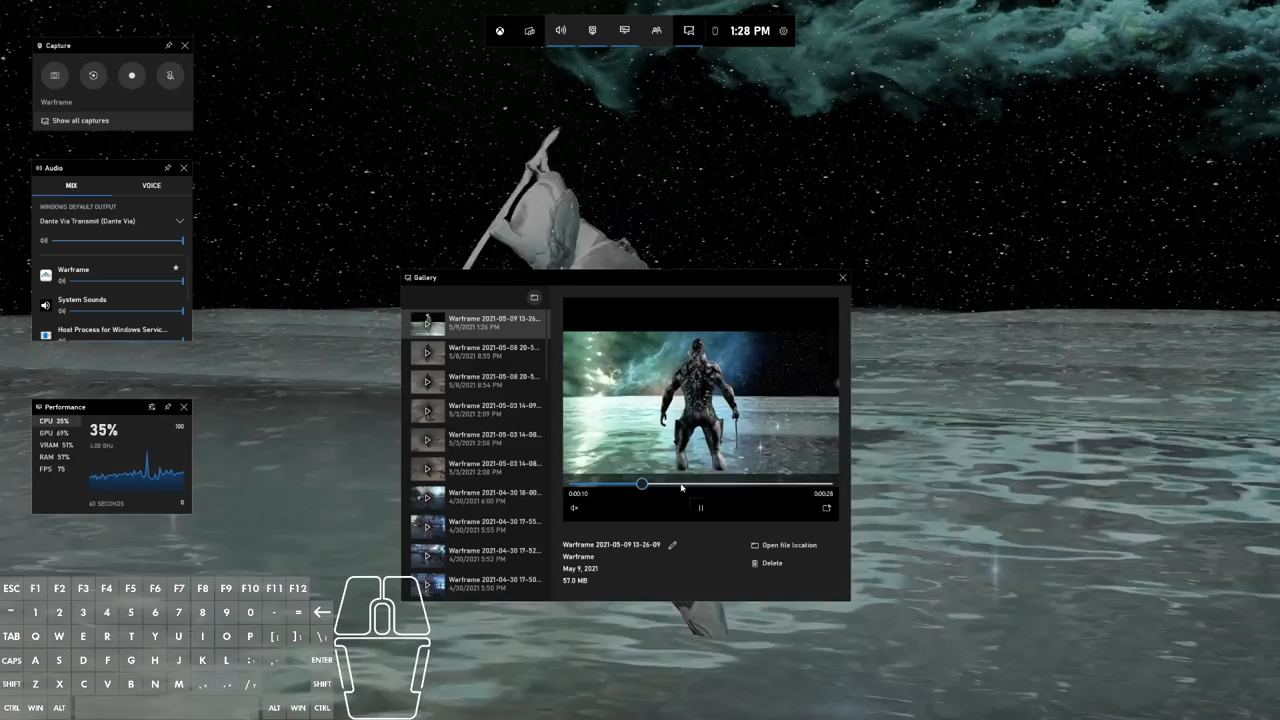 1:28 PM
Capture
Warframe
Show all captures
Audio
MIX VOICE
WINDOWS DEFAULT OUTPUT
Dante Via Transmit (Dante Via)
Warframe
System Sounds
Host Process for Windows Servic...
Performance
CPU 35%
GPU 69%
VRAM 51%
RAM 57%
FPS 75
35%
4.00 GHz
100
60 SECONDS 0
Gallery
Warframe 2021-05-09 13-26...
5/9/2021 1:26 PM
Warframe 2021-05-08 20-5...
5/8/2021 8:55 PM
Warframe 2021-05-08 20-5...
5/8/2021 8:54 PM
Warframe 2021-05-03 14-09...
5/3/2021 2:09 PM
Warframe 2021-05-03 14-08...
5/3/2021 2:08 PM
Warframe 2021-05-03 14-08...
5/3/2021 2:08 PM
Warframe 2021-04-30 18-00...
4/30/2021 6:00 PM
Warframe 2021-04-30 17-55...
4/30/2021 5:55 PM
Warframe 2021-04-30 17-52...
4/30/2021 5:52 PM
Warframe 2021-04-30 17-50...
4/30/2021 5:50 PM
0:00:10 0:00:28
Warframe 2021-05-09 13-26-09
Warframe
May 9, 2021
57.0 MB
Open file location
Delete
ESC F1 F2 F3 F4 F5 F6 F7 F8 F9 F10 F11 F12
~ 1 2 3 4 5 6 7 8 9 0 - = ←
TAB Q W E R T Y U I O P [{ ]} \|
CAPS A S D F G H J K L ;: '" ENTER
SHIFT Z X C V B N M ,< .> /? SHIFT
CTRL WIN ALT ALT WIN CTRL